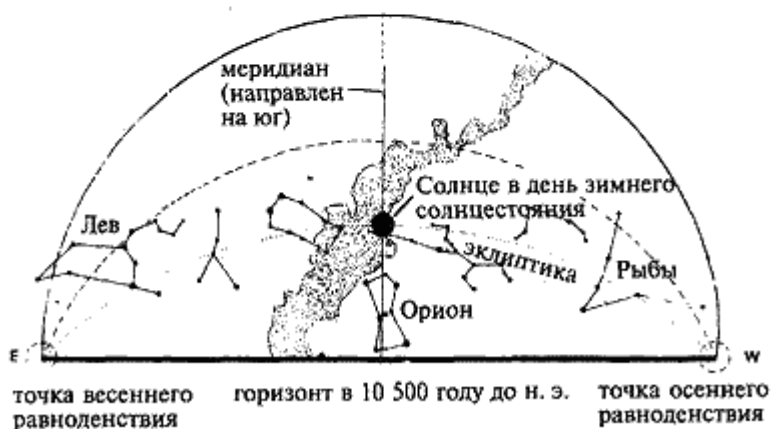 меридиан
(направлен
на юг)
Солнце в день зимнего
солнцестояния
Лев
эклиптика
Рыбы
Орион
E
W
точка весеннего
равноденствия
горизонт в 10 500 году до н. э.
точка осеннего
равноденствия